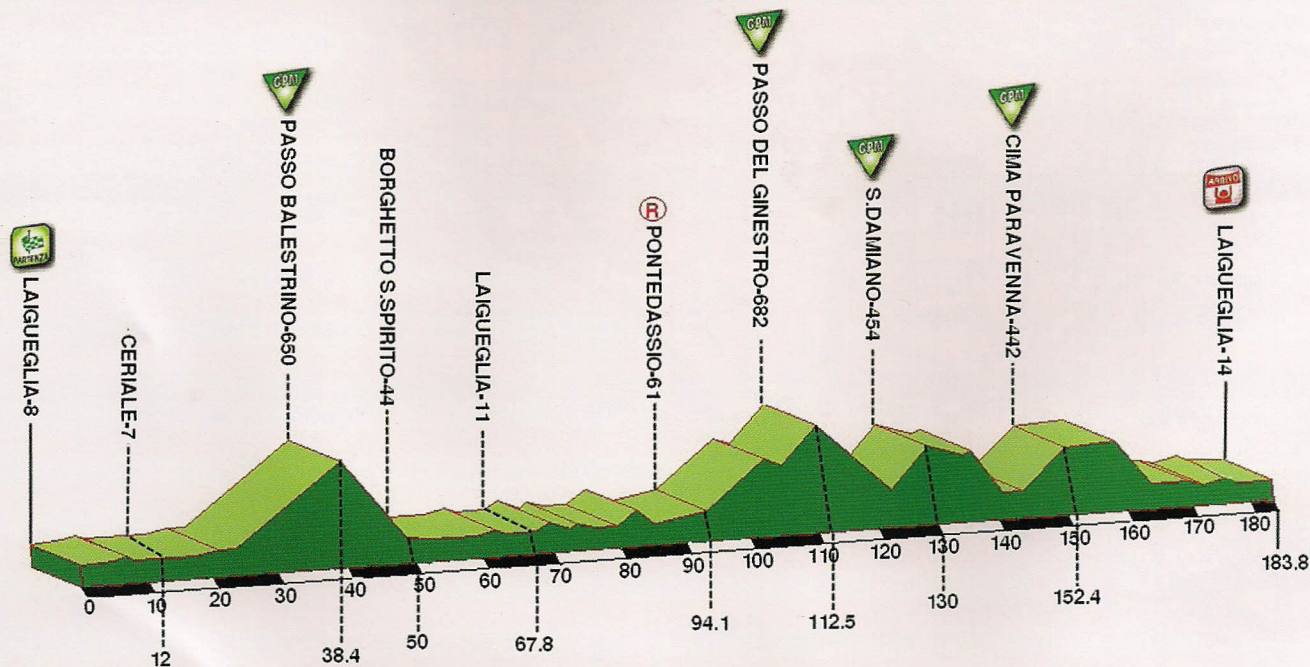 GPM
GPM
GPM
GPM
PARTENZA
ARRIVO
LAIGUEGLIA-8
CERIALE-7
PASSO BALESTRINO-650
BORGHETTO S.SPIRITO-44
LAIGUEGLIA-11
R PONTEDASSIO-61
PASSO DEL GINESTRO-682
S.DAMIANO-454
CIMA PARAVENNA-442
LAIGUEGLIA-14
0 10 20 30 40 50 60 70 80 90 100 110 120 130 140 150 160 170 180
12 38.4 50 67.8 94.1 112.5 130 152.4 183.8